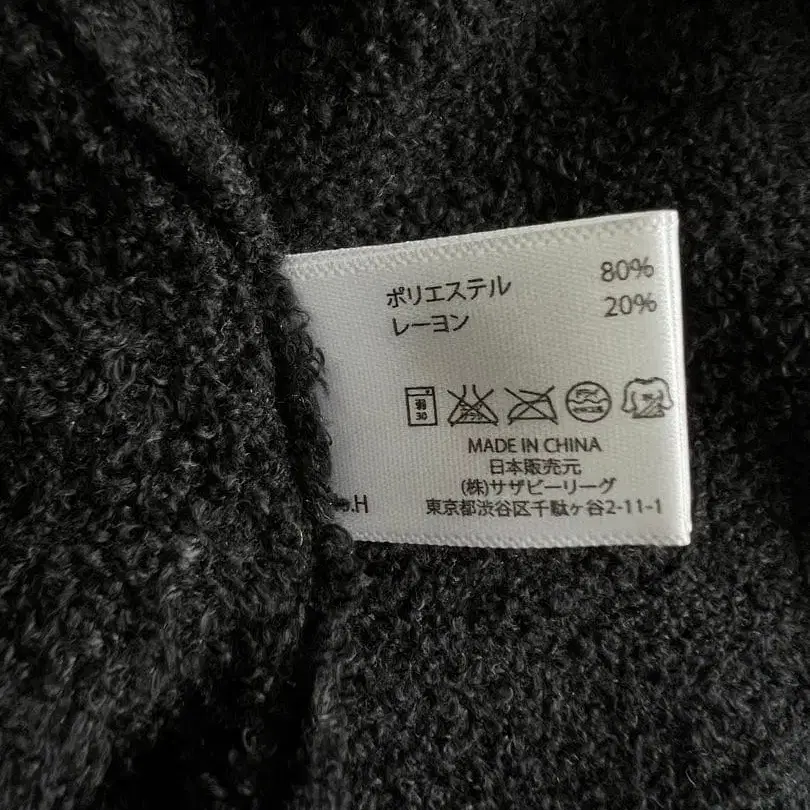 ポリエステル 80%
レーヨン 20%
30
MADE IN CHINA
日本販売元
(株)サザビーリーグ
.H
東京都渋谷区千駄ヶ谷2-11-1